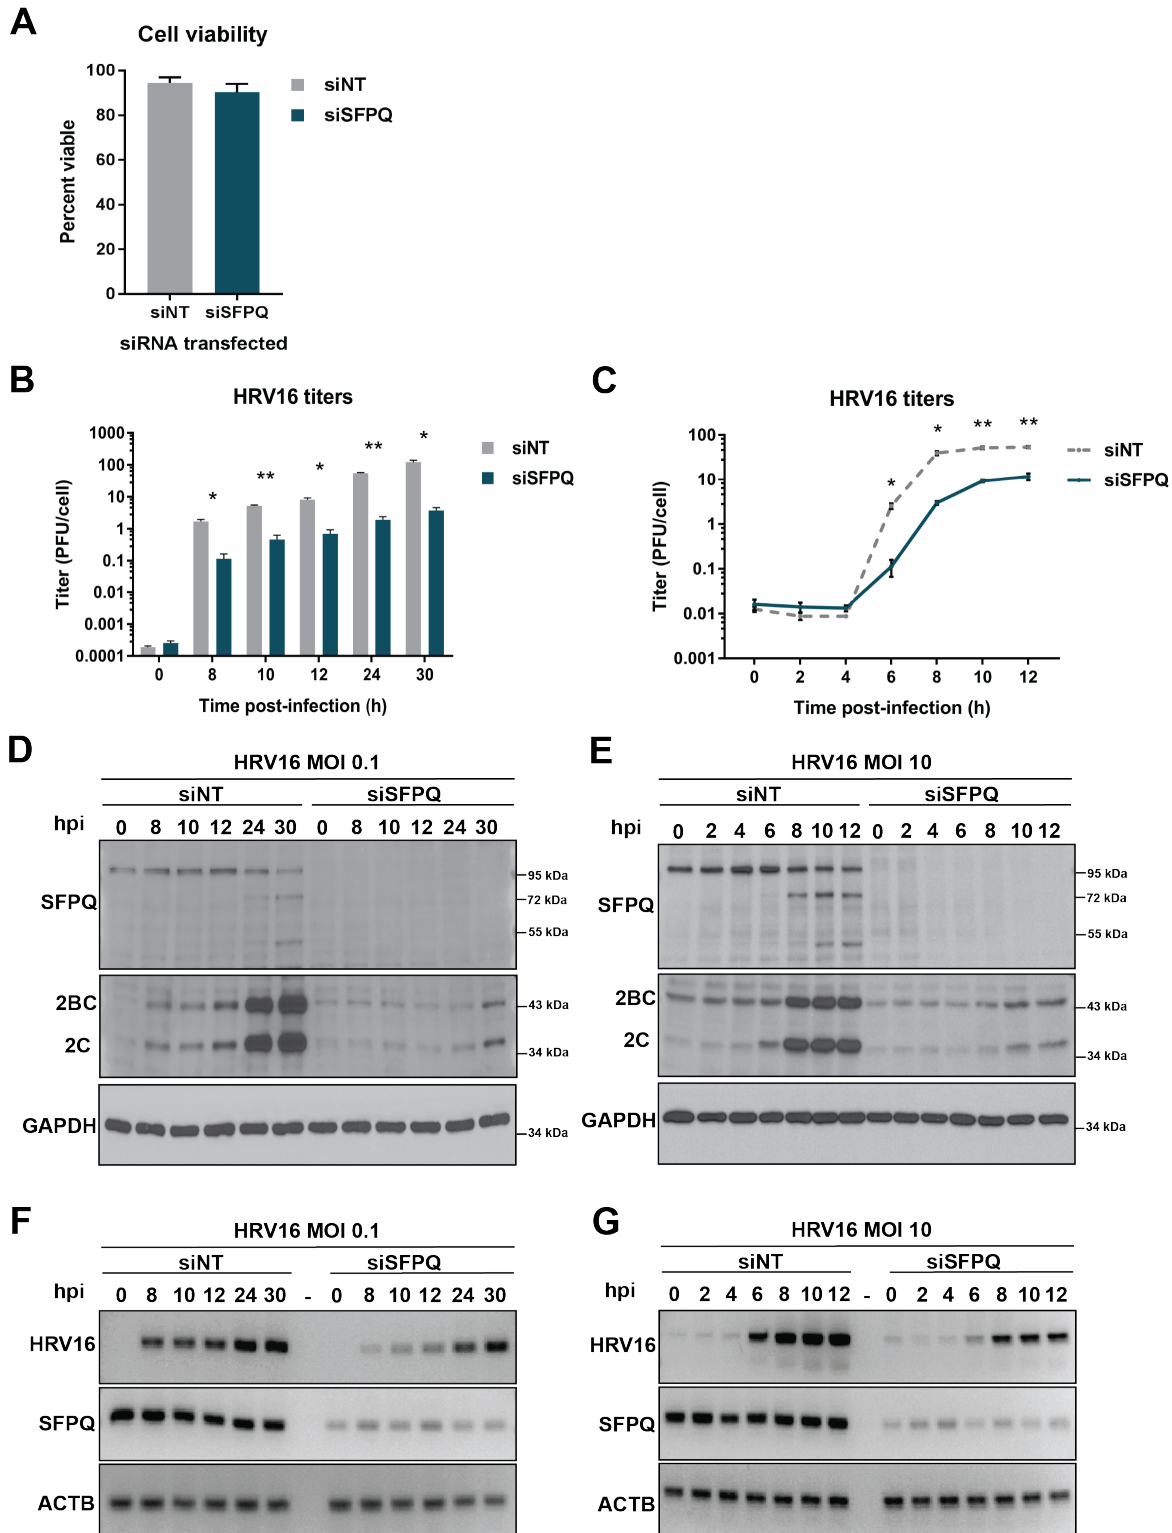 A
Cell viability
100
80
60
40
20
0
Percent viable
siNT
siSFPQ
siNT siSFPQ
siRNA transfected
B
HRV16 titers
1000
100
10
1
0.1
0.01
0.001
0.0001
Titer (PFU/cell)
* ** * ** *
siNT
siSFPQ
0 8 10 12 24 30
Time post-infection (h)
C
HRV16 titers
100
10
1
0.1
0.01
0.001
Titer (PFU/cell)
* * ** **
siNT
siSFPQ
0 2 4 6 8 10 12
Time post-infection (h)
D
HRV16 MOI 0.1
siNT siSFPQ
hpi 0 8 10 12 24 30 0 8 10 12 24 30
SFPQ
95 kDa
72 kDa
55 kDa
2BC
43 kDa
2C
34 kDa
GAPDH
34 kDa
E
HRV16 MOI 10
siNT siSFPQ
hpi 0 2 4 6 8 10 12 0 2 4 6 8 10 12
SFPQ
95 kDa
72 kDa
55 kDa
2BC
43 kDa
2C
34 kDa
GAPDH
34 kDa
F
HRV16 MOI 0.1
siNT siSFPQ
hpi 0 8 10 12 24 30 - 0 8 10 12 24 30
HRV16
SFPQ
ACTB
G
HRV16 MOI 10
siNT siSFPQ
hpi 0 2 4 6 8 10 12 - 0 2 4 6 8 10 12
HRV16
SFPQ
ACTB